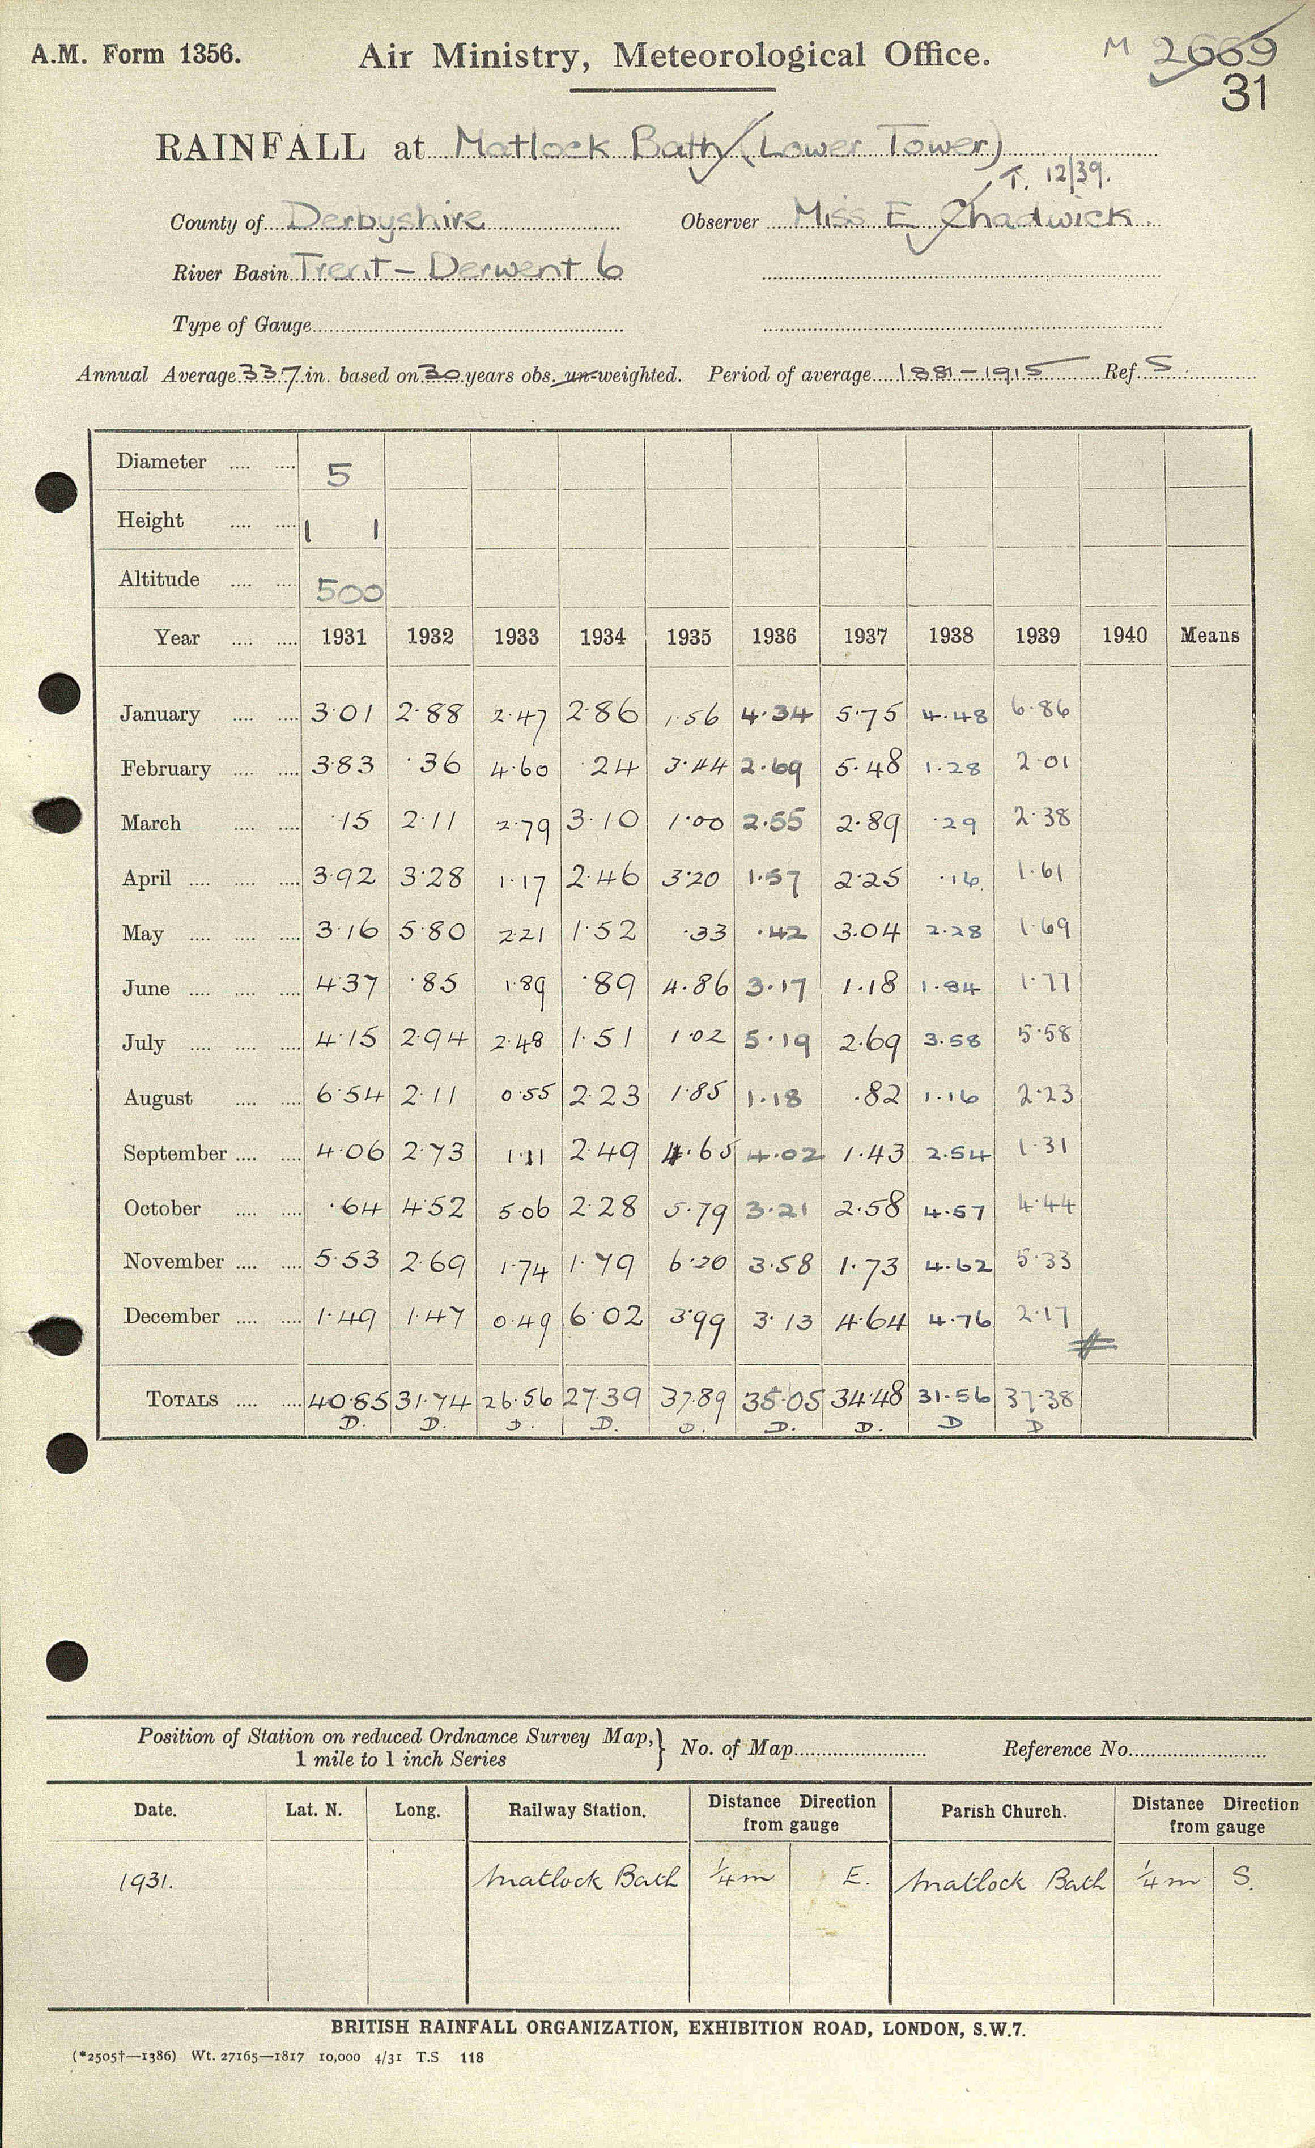 A.M. Form 1356.
Air Ministry, Meteorological Office.
M 2669
31
RAINFALL at Matlock Bath (Lower Tower)
T. 12/39.
County of Derbyshire Observer Miss E Chadwick
River Basin Trent - Derwent 6
Type of Gauge
Annual Average 33.7 in. based on 30 years obs. un-weighted. Period of average 1881-1915 Ref. S
Diameter 5
Height 1 1
Altitude 500
Year 1931 1932 1933 1934 1935 1936 1937 1938 1939 1940 Means
January 3.01 2.88 2.47 2.86 1.56 4.34 5.75 4.48 6.86
February 3.83 .36 4.60 .24 3.44 2.69 5.48 1.28 2.01
March .15 2.11 2.79 3.10 1.00 2.55 2.89 .29 2.38
April 3.92 3.28 1.17 2.46 3.20 1.57 2.25 .16 1.61
May 3.16 5.80 2.21 1.52 .33 .42 3.04 2.28 1.69
June 4.37 .85 1.89 .89 4.86 3.17 1.18 1.84 1.77
July 4.15 2.94 2.48 1.51 1.02 5.19 2.69 3.58 5.58
August 6.54 2.11 0.55 2.23 1.85 1.18 .82 1.16 2.23
September 4.06 2.73 1.11 2.49 4.65 4.02 1.43 2.54 1.31
October .64 4.52 5.06 2.28 5.79 3.21 2.58 4.57 4.44
November 5.53 2.69 1.74 1.79 6.20 3.58 1.73 4.62 5.33
December 1.49 1.47 0.49 6.02 3.99 3.13 4.64 4.76 2.17
TOTALS 40.85 31.74 26.56 27.39 37.89 35.05 34.48 31.56 37.38
D. D. D. D. D. D. D. D D
Position of Station on reduced Ordnance Survey Map,
1 mile to 1 inch Series
No. of Map Reference No.
Date. Lat. N. Long. Railway Station. Distance Direction from gauge Parish Church. Distance Direction from gauge
1931. Matlock Bath 1/4 m E. Matlock Bath 1/4 m S.
BRITISH RAINFALL ORGANIZATION, EXHIBITION ROAD, LONDON, S.W.7.
(*2505†—1386) Wt. 27165—1817 10,000 4/31 T.S 118